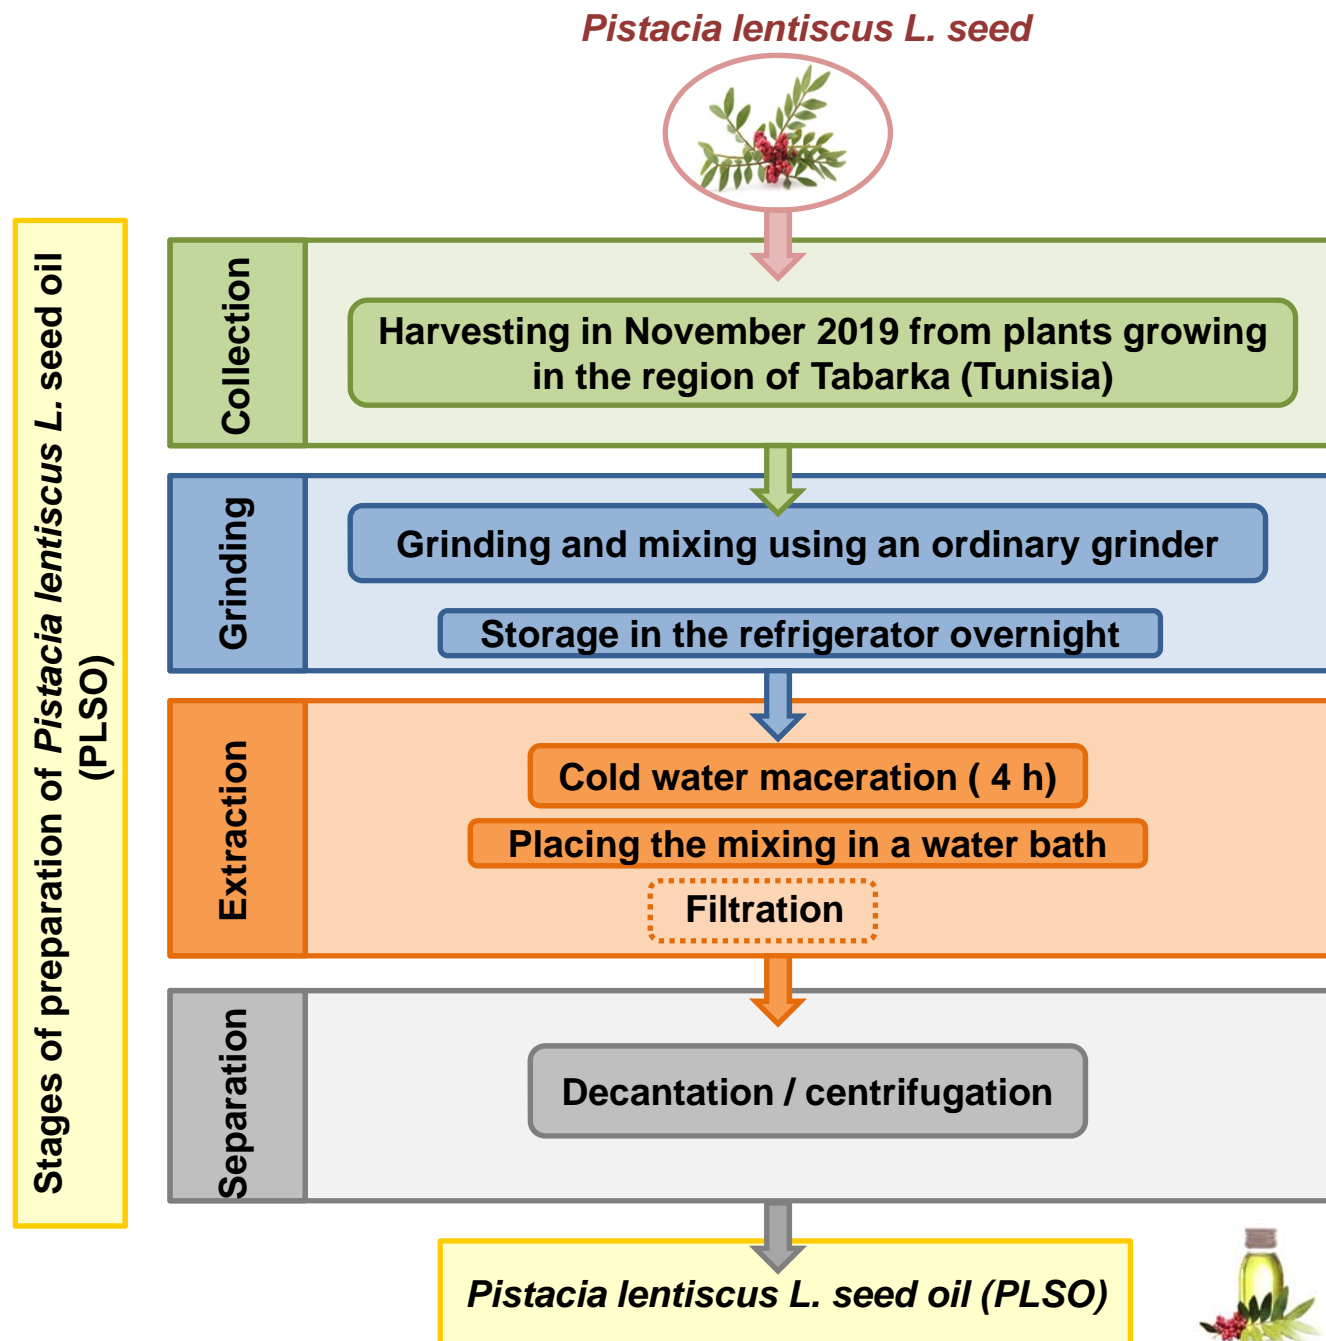 Pistacia lentiscus L. seed
Stages of preparation of Pistacia lentiscus L. seed oil
(PLSO)
Collection
Harvesting in November 2019 from plants growing
in the region of Tabarka (Tunisia)
Grinding
Grinding and mixing using an ordinary grinder
Storage in the refrigerator overnight
Extraction
Cold water maceration ( 4 h)
Placing the mixing in a water bath
Filtration
Separation
Decantation / centrifugation
Pistacia lentiscus L. seed oil (PLSO)